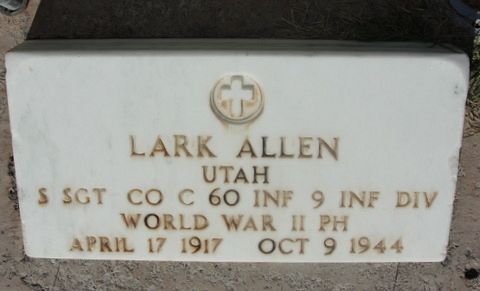 LARK ALLEN
UTAH
S SGT CO C 60 INF 9 INF DIV
WORLD WAR II PH
APRIL 17 1917 OCT 9 1944